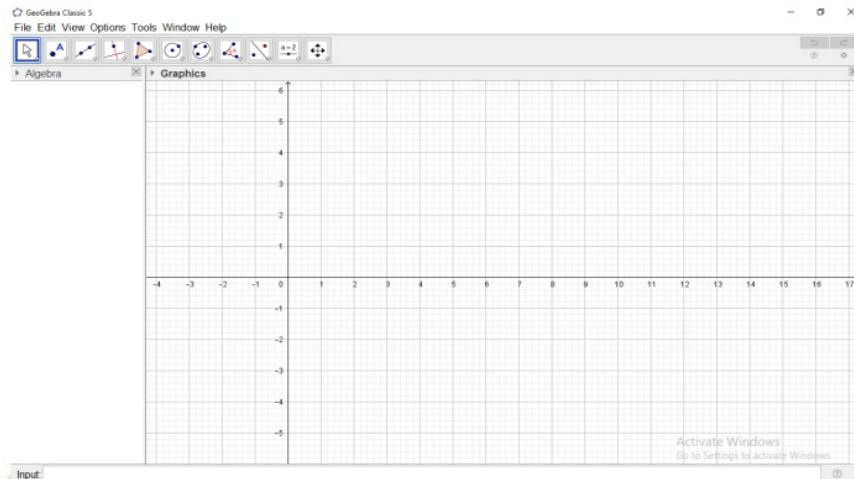 GeoGebra Classic 5
File Edit View Options Tools Window Help
A
a=2
Algebra
Graphics
6
5
4
3
2
1
-4 -3 -2 -1 0 1 2 3 4 5 6 7 8 9 10 11 12 13 14 15 16 17
-1
-2
-3
-4
-5
Activate Windows
Go to Settings to activate Windows.
Input: